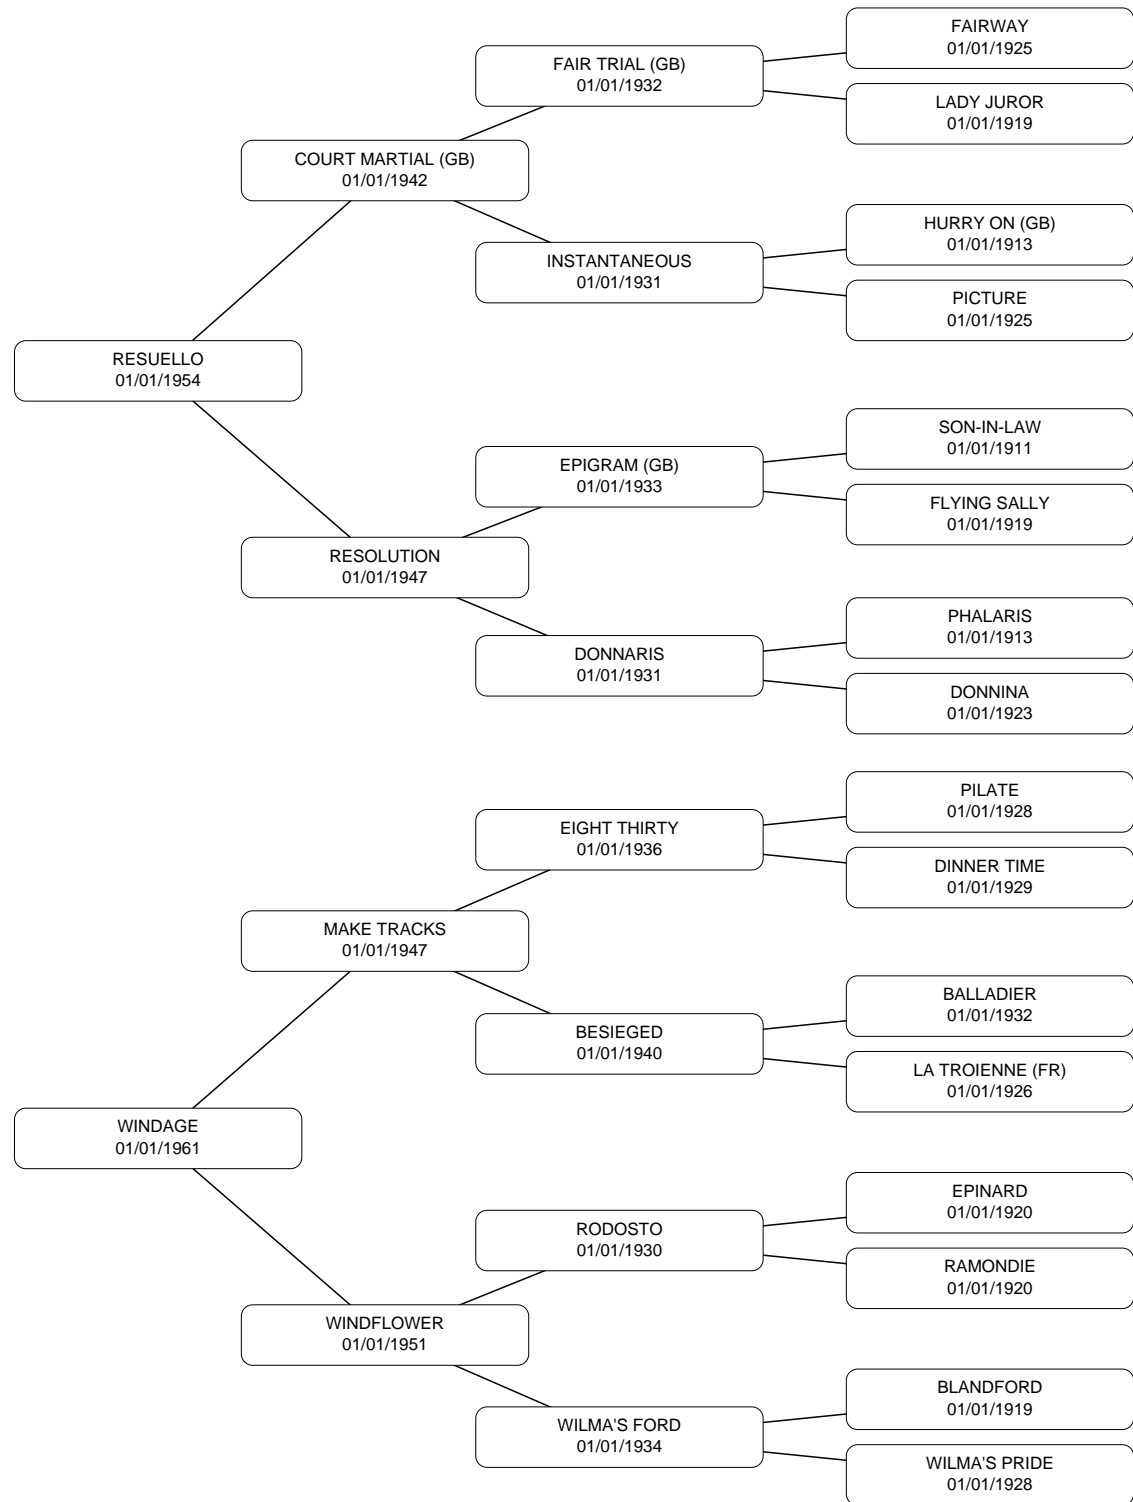 FAIRWAY
01/01/1925
FAIR TRIAL (GB)
01/01/1932
LADY JUROR
01/01/1919
COURT MARTIAL (GB)
01/01/1942
HURRY ON (GB)
01/01/1913
INSTANTANEOUS
01/01/1931
PICTURE
01/01/1925
RESUELLO
01/01/1954
SON-IN-LAW
01/01/1911
EPIGRAM (GB)
01/01/1933
FLYING SALLY
01/01/1919
RESOLUTION
01/01/1947
PHALARIS
01/01/1913
DONNARIS
01/01/1931
DONNINA
01/01/1923
PILATE
01/01/1928
EIGHT THIRTY
01/01/1936
DINNER TIME
01/01/1929
MAKE TRACKS
01/01/1947
BALLADIER
01/01/1932
BESIEGED
01/01/1940
LA TROIENNE (FR)
01/01/1926
WINDAGE
01/01/1961
EPINARD
01/01/1920
RODOSTO
01/01/1930
RAMONDIE
01/01/1920
WINDFLOWER
01/01/1951
BLANDFORD
01/01/1919
WILMA'S FORD
01/01/1934
WILMA'S PRIDE
01/01/1928